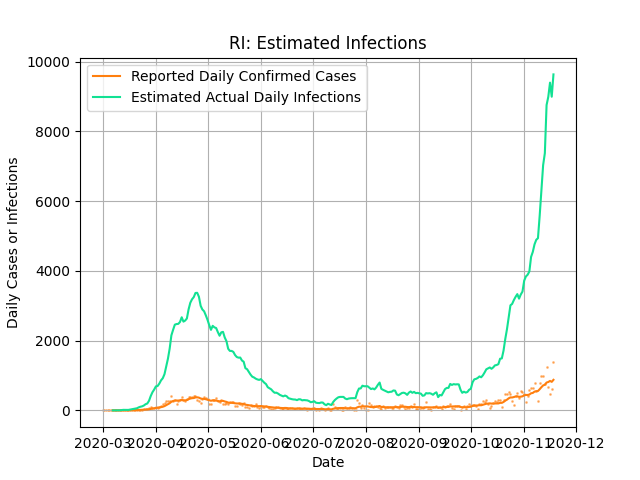 RI: Estimated Infections
Reported Daily Confirmed Cases
Estimated Actual Daily Infections
Daily Cases or Infections
10000
8000
6000
4000
2000
0
2020-03 2020-04 2020-05 2020-06 2020-07 2020-08 2020-09 2020-10 2020-11 2020-12
Date